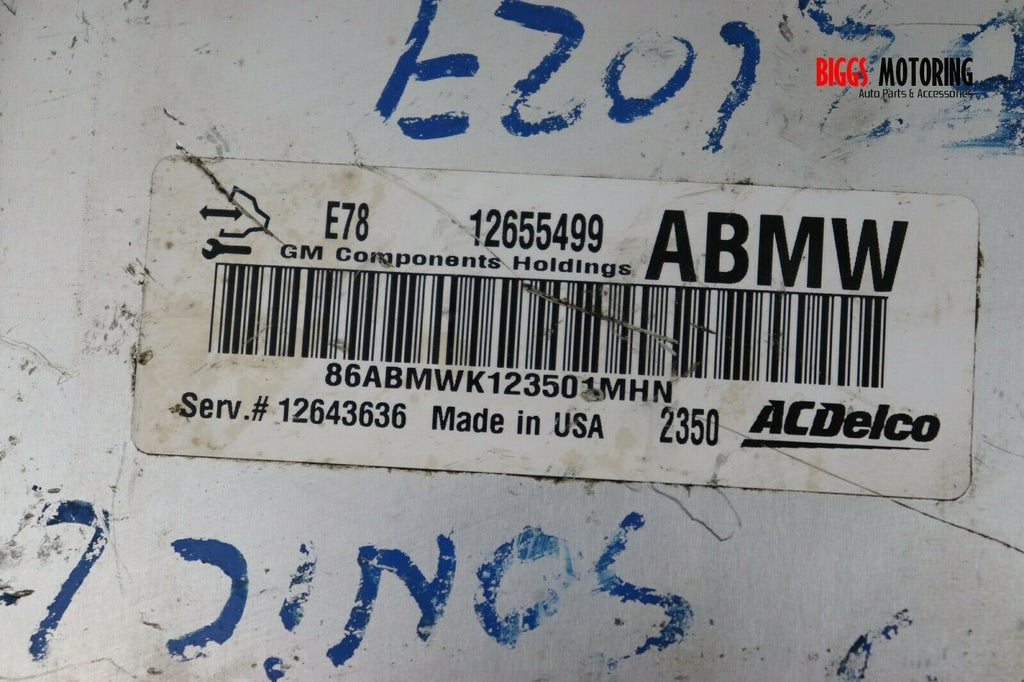 BIGGS MOTORING
Auto Parts & Accessories
E78 12655499 ABMW
GM Components Holdings
86ABMWK123501MHN
Serv.# 12643636 Made in USA 2350 ACDelco
SONIC